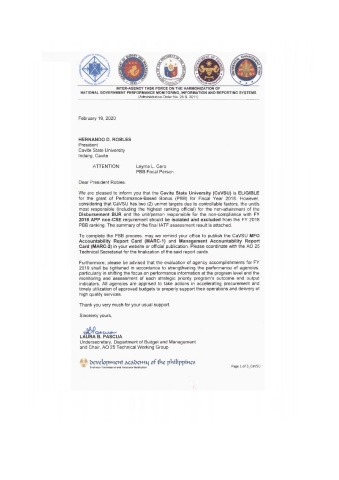 INTER-AGENCY TASK FORCE ON THE HARMONIZATION OF
NATIONAL GOVERNMENT PERFORMANCE MONITORING, INFORMATION AND REPORTING SYSTEMS
(Administrative Order No. 25 S. 2011)
February 18, 2020
HERNANDO D. ROBLES
President
Cavite State University
Indang, Cavite
ATTENTION: Layma L. Cero
PBB Focal Person
Dear President Robles:
We are pleased to inform you that the Cavite State University (CavSU) is ELIGIBLE
for the grant of Performance-Based Bonus (PBB) for Fiscal Year 2018. However,
considering that CavSU has two (2) unmet targets due to controllable factors, the unit/s
most responsible (including the highest ranking official) for the non-attainment of the
Disbursement BUR and the unit/person responsible for the non-compliance with FY
2018 APP non-CSE requirement should be isolated and excluded from the FY 2018
PBB ranking. The summary of the final IATF assessment result is attached.
To complete the PBB process, may we remind your office to publish the CavSU MFO
Accountability Report Card (MARC-1) and Management Accountability Report
Card (MARC-2) in your website or official publication. Please coordinate with the AO 25
Technical Secretariat for the finalization of the said report cards.
Furthermore, please be advised that the evaluation of agency accomplishments for FY
2019 shall be tightened in accordance to strengthening the performance of agencies,
particularly in shifting the focus on performance information at the program level and the
monitoring and assessment of each strategic priority program's outcome and output
indicators. All agencies are apprised to take actions in accelerating procurements and
timely utilization of approved budgets to properly support their operations and delivery of
high quality services.
Thank you very much for your usual support.
Sincerely yours,
LAURA B. PASCUA
Undersecretary, Department of Budget and Management
and Chair, AO 25 Technical Working Group
development academy of the philippines
Page 1 of 3, CavSU